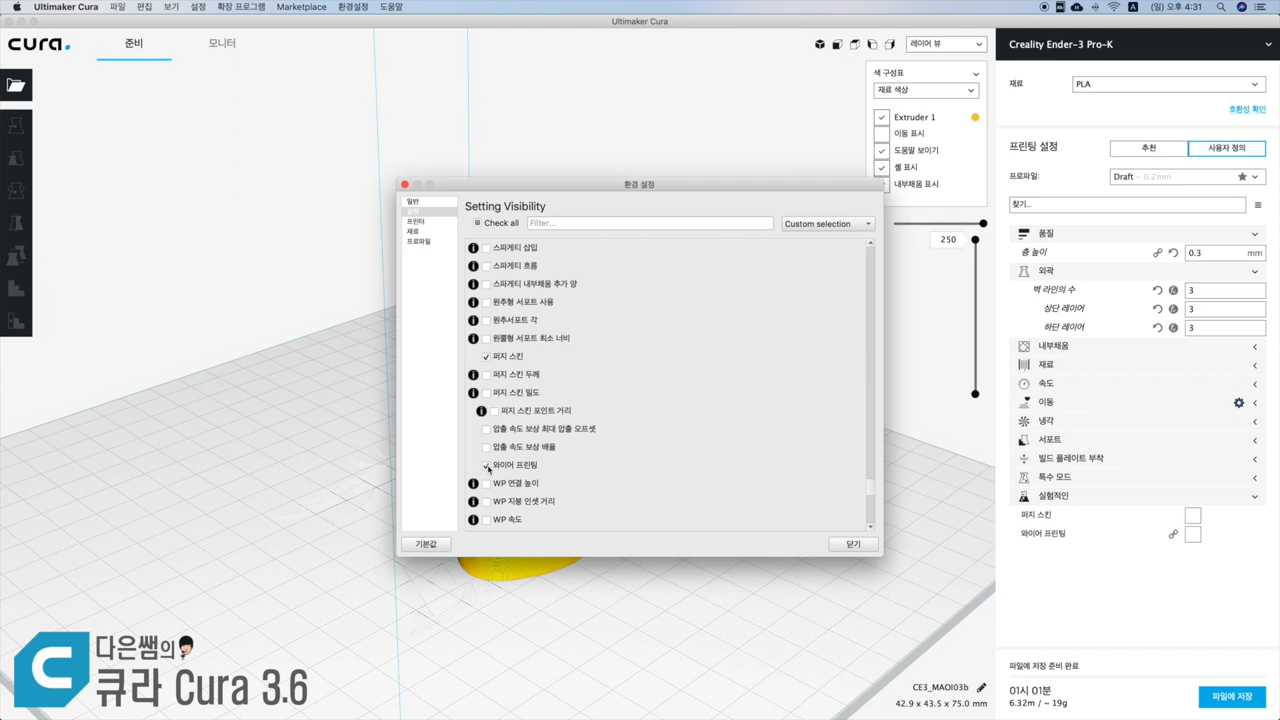 Ultimaker Cura 파일 편집 보기 설정 확장 프로그램 Marketplace 환경설정 도움말
A (일) 오후 4:31
Ultimaker Cura
cura.
준비
모니터
레이어 뷰
색 구성표
재료 색상
Extruder 1
이동 표시
도움말 보이기
셸 표시
내부채움 표시
250
환경 설정
일반
설정
프린터
재료
프로파일
Setting Visibility
Check all
Filter...
Custom selection
스파게티 삽입
스파게티 흐름
스파게티 내부채움 추가 양
원추형 서포트 사용
원추서포트 각
원뿔형 서포트 최소 너비
퍼지 스킨
퍼지 스킨 두께
퍼지 스킨 밀도
퍼지 스킨 포인트 거리
압출 속도 보상 최대 압출 오프셋
압출 속도 보상 배율
와이어 프린팅
WP 연결 높이
WP 지붕 인셋 거리
WP 속도
기본값
닫기
Creality Ender-3 Pro-K
재료
PLA
호환성 확인
프린팅 설정
추천
사용자 정의
프로파일:
Draft - 0.2mm
찾기...
품질
층 높이
0.3 mm
외곽
벽 라인의 수
3
상단 레이어
3
하단 레이어
3
내부채움
재료
속도
이동
냉각
서포트
빌드 플레이트 부착
특수 모드
실험적인
퍼지 스킨
와이어 프린팅
CE3_MAOI03b
42.9 x 43.5 x 75.0 mm
파일에 저장 준비 완료
01시 01분
6.32m / ~ 19g
파일에 저장
다은쌤의
큐라 Cura 3.6